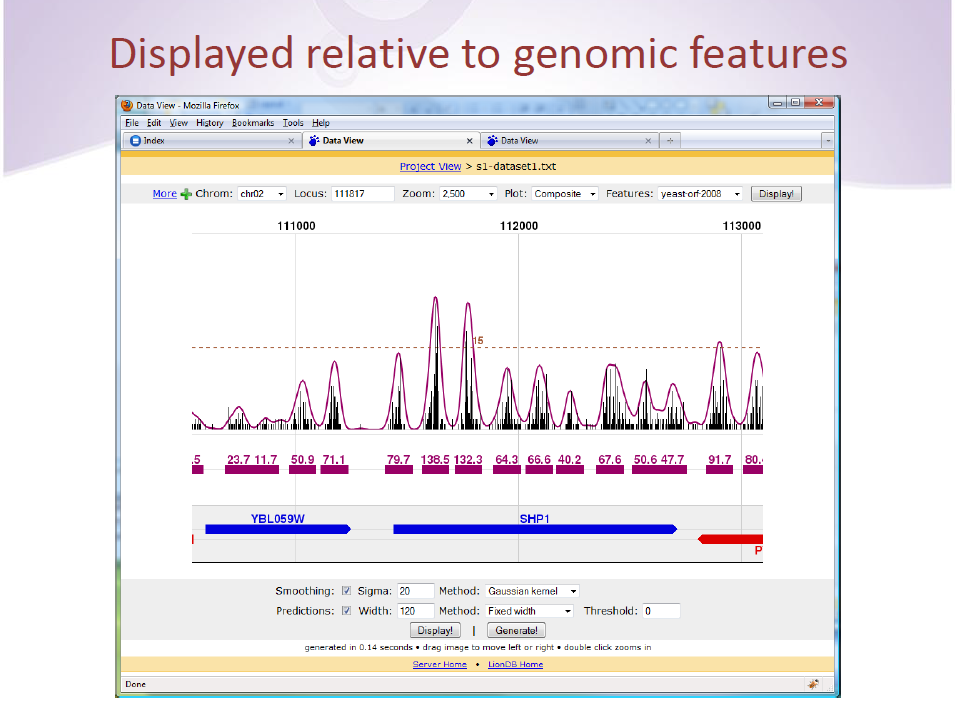 Displayed relative to genomic features
Data View - Mozilla Firefox
File Edit View History Bookmarks Tools Help
Index Data View Data View
Project View > s1-dataset1.txt
More Chrom: chr02 Locus: 111817 Zoom: 2,500 Plot: Composite Features: yeast-orf-2008 Display!
111000 112000 113000
15
.5 23.7 11.7 50.9 71.1 79.7 138.5 132.3 64.3 66.6 40.2 67.6 50.6 47.7 91.7 80.
YBL059W SHP1
P
Smoothing: Sigma: 20 Method: Gaussian kernel
Predictions: Width: 120 Method: Fixed width Threshold: 0
Display! | Generate!
generated in 0.14 seconds • drag image to move left or right • double click zooms in
Server Home • LionDB Home
Done